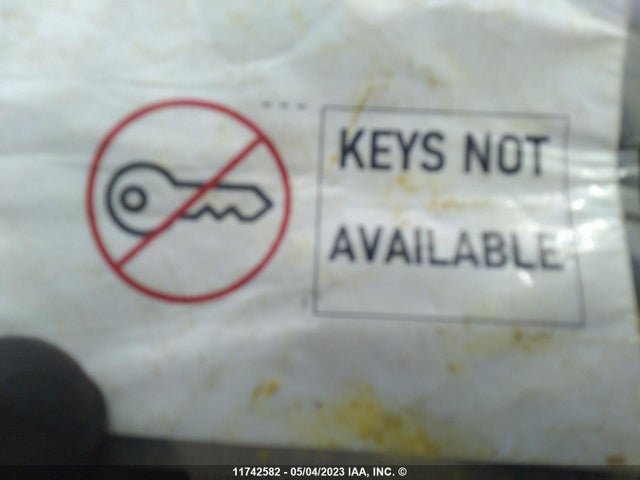 KEYS NOT
AVAILABLE
11742582 - 05/04/2023 IAA, INC. ©